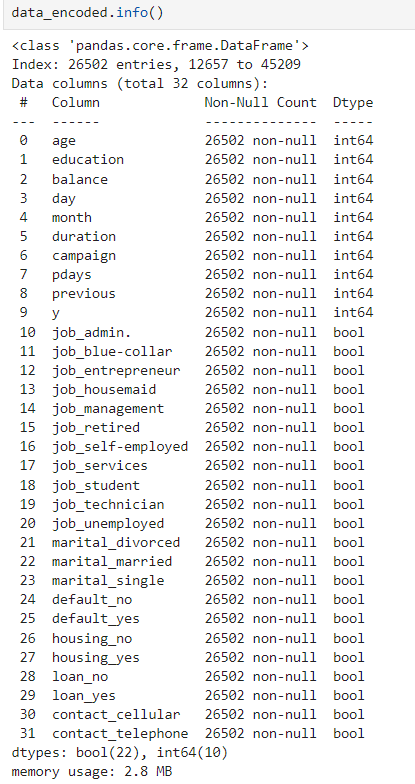 data_encoded.info()
<class 'pandas.core.frame.DataFrame'>
Index: 26502 entries, 12657 to 45209
Data columns (total 32 columns):
 #   Column             Non-Null Count  Dtype
---  ------             --------------  -----
 0   age                26502 non-null  int64
 1   education          26502 non-null  int64
 2   balance            26502 non-null  int64
 3   day                26502 non-null  int64
 4   month              26502 non-null  int64
 5   duration           26502 non-null  int64
 6   campaign           26502 non-null  int64
 7   pdays              26502 non-null  int64
 8   previous           26502 non-null  int64
 9   y                  26502 non-null  int64
 10  job_admin.         26502 non-null  bool
 11  job_blue-collar    26502 non-null  bool
 12  job_entrepreneur   26502 non-null  bool
 13  job_housemaid      26502 non-null  bool
 14  job_management     26502 non-null  bool
 15  job_retired        26502 non-null  bool
 16  job_self-employed  26502 non-null  bool
 17  job_services       26502 non-null  bool
 18  job_student        26502 non-null  bool
 19  job_technician     26502 non-null  bool
 20  job_unemployed     26502 non-null  bool
 21  marital_divorced   26502 non-null  bool
 22  marital_married    26502 non-null  bool
 23  marital_single     26502 non-null  bool
 24  default_no         26502 non-null  bool
 25  default_yes        26502 non-null  bool
 26  housing_no         26502 non-null  bool
 27  housing_yes        26502 non-null  bool
 28  loan_no            26502 non-null  bool
 29  loan_yes           26502 non-null  bool
 30  contact_cellular   26502 non-null  bool
 31  contact_telephone  26502 non-null  bool
dtypes: bool(22), int64(10)
memory usage: 2.8 MB